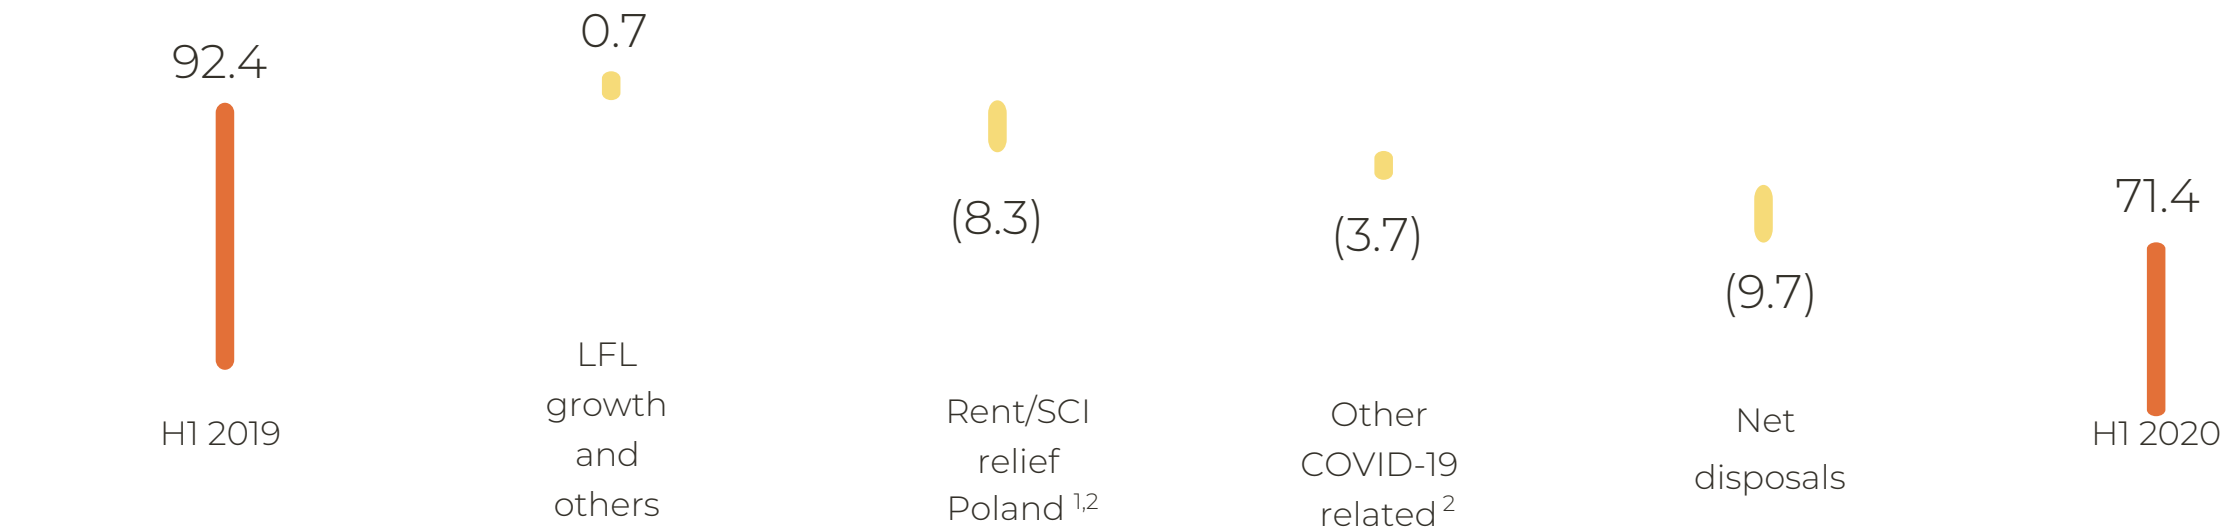 92.4
H1 2019
0.7
LFL
growth
and
others
(8.3)
Rent/SCI
relief
Poland 1,2
(3.7)
Other
COVID-19
related 2
(9.7)
Net
disposals
71.4
H1 2020